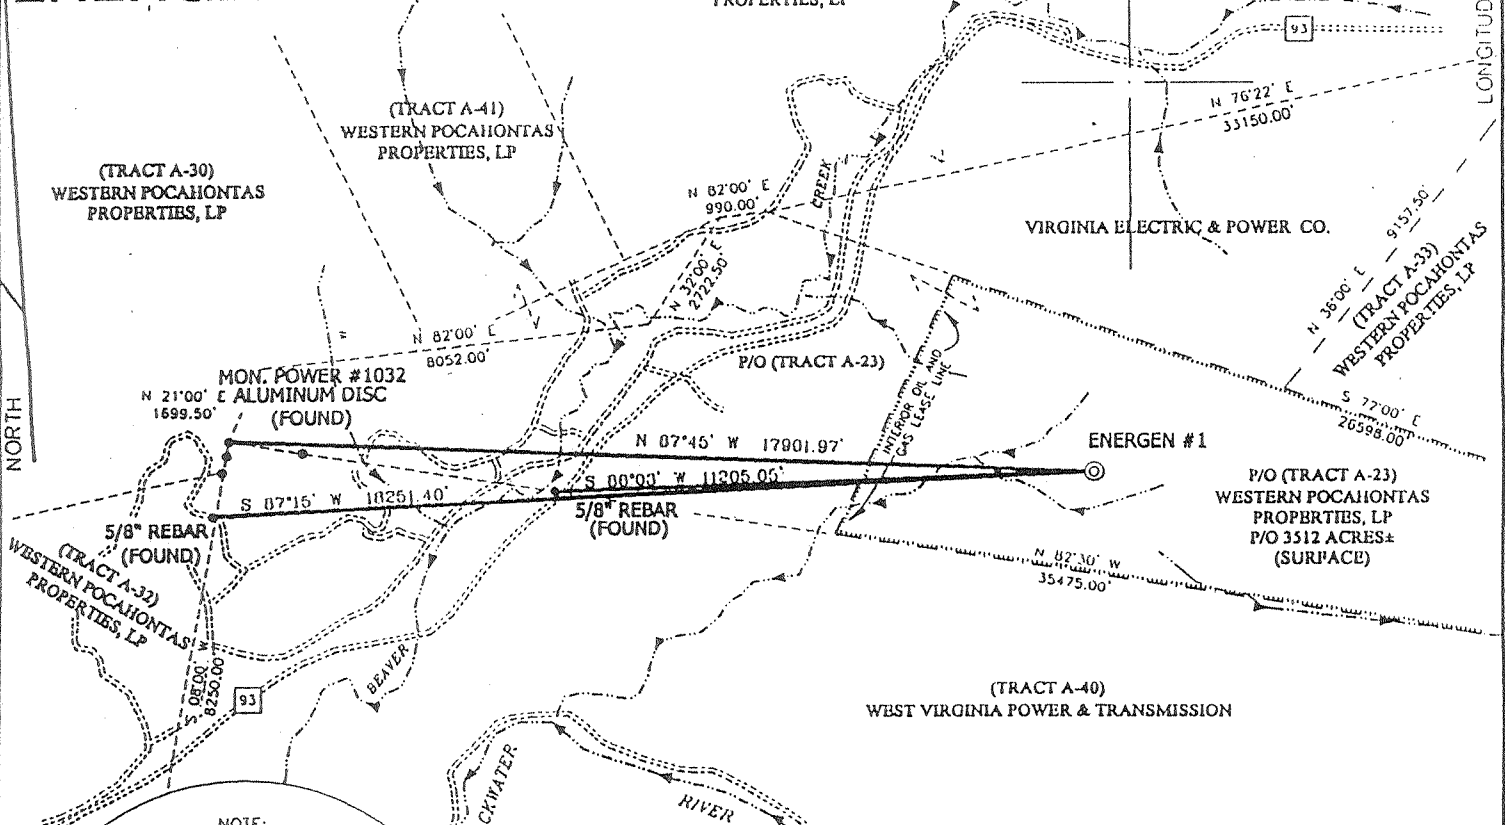 PROPERTIES, LP
93
LONGITUD
(TRACT A-41)
WESTERN POCAHONTAS
PROPERTIES, LP
N 76°22' E
33150.00'
(TRACT A-30)
WESTERN POCAHONTAS
PROPERTIES, LP
N 82°00' E
990.00'
CREEK
VIRGINIA ELECTRIC & POWER CO.
N 38°00' E 9157.50'
(TRACT A-33)
WESTERN POCAHONTAS
PROPERTIES, LP
N 32°00' E
2722.50'
N 82°00' E
8052.00'
P/O (TRACT A-23)
INTERIOR OIL AND
GAS LEASE LINE
MON. POWER #1032
ALUMINUM DISC
(FOUND)
N 21°00' E
1699.50'
S 72°00' E
26598.00'
NORTH
N 87°45' W 17901.97'
ENERGEN #1
S 88°03' W 11205.05'
S 87°15' W 18251.40'
5/8" REBAR
(FOUND)
5/8" REBAR
(FOUND)
P/O (TRACT A-23)
WESTERN POCAHONTAS
PROPERTIES, LP
P/O 3512 ACRES±
(SURFACE)
N 82°30' W
35475.00'
(TRACT A-32)
WESTERN POCAHONTAS
PROPERTIES, LP
S 08°00' W
8250.00
93
BEAVER
(TRACT A-40)
WEST VIRGINIA POWER & TRANSMISSION
CKWATER
RIVER
NOTE: